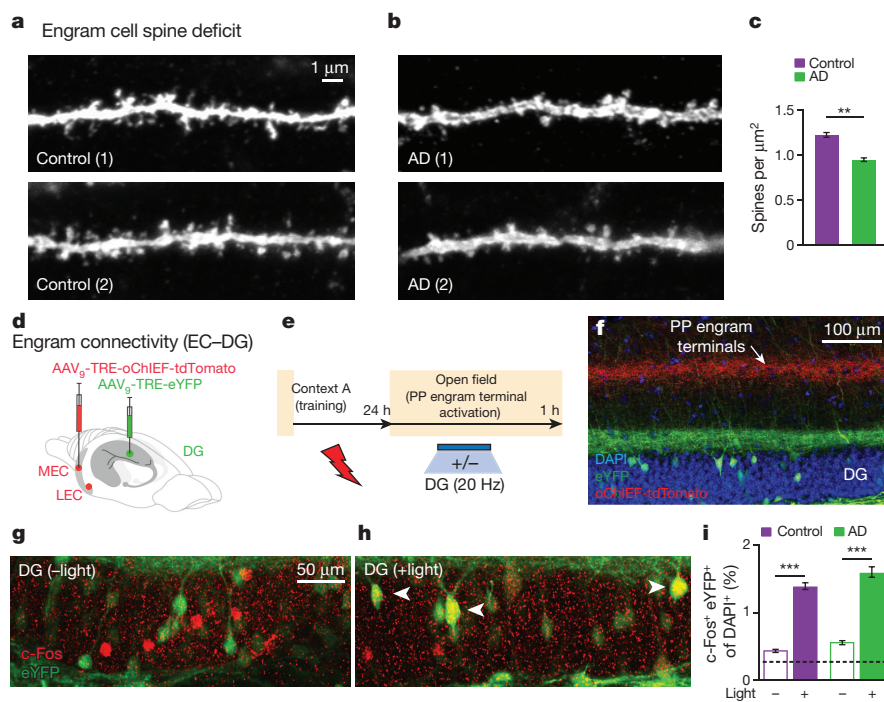 a Engram cell spine deficit
1 μm
Control (1)
Control (2)
b
AD (1)
AD (2)
c
Control
AD
**
1.5
1.0
0.5
0
Spines per μm²
d
Engram connectivity (EC–DG)
AAV₉-TRE-oChIEF-tdTomato
AAV₉-TRE-eYFP
DG
MEC
LEC
e
Context A
(training)
24 h
Open field
(PP engram terminal
activation)
1 h
+/−
DG (20 Hz)
f
PP engram
terminals
100 μm
DAPI
eYFP
oChIEF-tdTomato
DG
g
DG (−light)
50 μm
c-Fos
eYFP
h
DG (+light)
i
Control
AD
***
***
2
1
0
c-Fos⁺ eYFP⁺
of DAPI⁺ (%)
Light − + − +